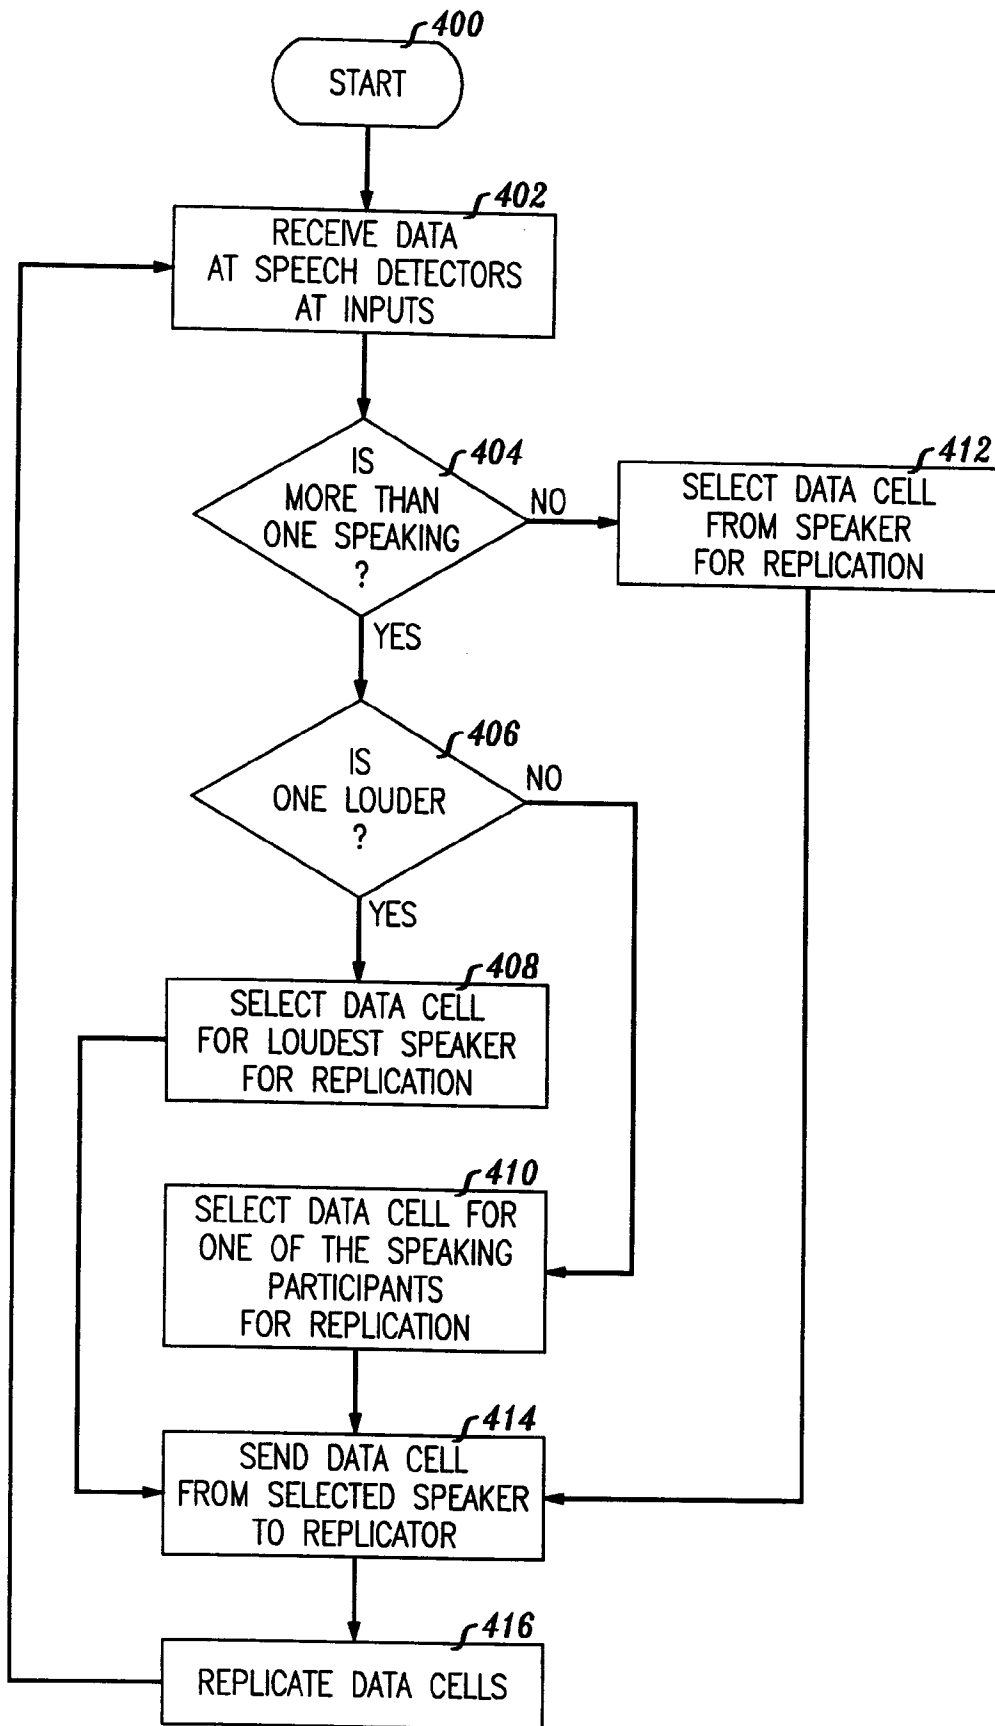 400
START
402
RECEIVE DATA
AT SPEECH DETECTORS
AT INPUTS
404
IS
MORE THAN
ONE SPEAKING
?
NO
YES
412
SELECT DATA CELL
FROM SPEAKER
FOR REPLICATION
406
IS
ONE LOUDER
?
NO
YES
408
SELECT DATA CELL
FOR LOUDEST SPEAKER
FOR REPLICATION
410
SELECT DATA CELL FOR
ONE OF THE SPEAKING
PARTICIPANTS
FOR REPLICATION
414
SEND DATA CELL
FROM SELECTED SPEAKER
TO REPLICATOR
416
REPLICATE DATA CELLS